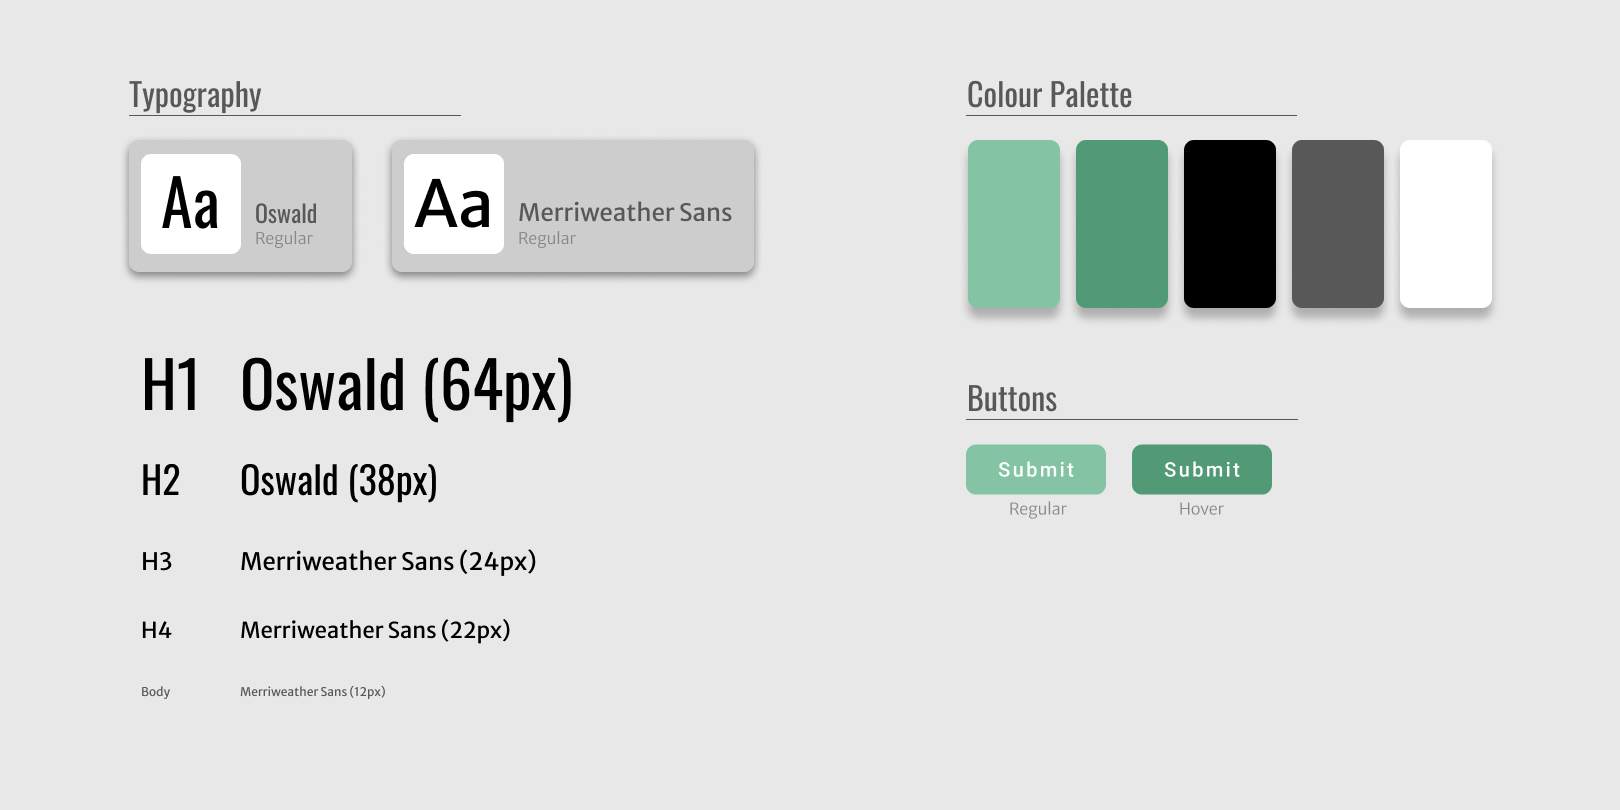 Typography
Aa
Oswald
Regular
Aa
Merriweather Sans
Regular
H1 Oswald (64px)
H2 Oswald (38px)
H3 Merriweather Sans (24px)
H4 Merriweather Sans (22px)
Body Merriweather Sans (12px)
Colour Palette
Buttons
Submit
Regular
Submit
Hover